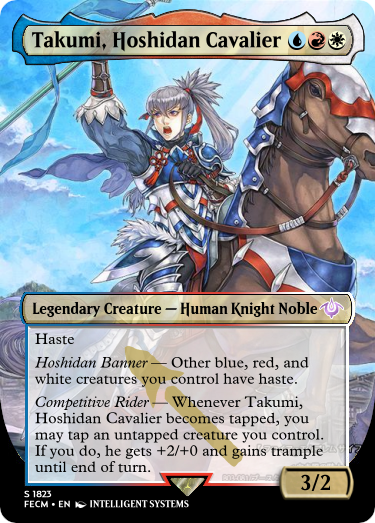 Takumi, Hoshidan Cavalier
Legendary Creature — Human Knight Noble
Haste
Hoshidan Banner — Other blue, red, and
white creatures you control have haste.
Competitive Rider — Whenever Takumi,
Hoshidan Cavalier becomes tapped, you
may tap an untapped creature you control.
If you do, he gets +2/+0 and gains trample
until end of turn.
3/2
S 1823
FECM • EN INTELLIGENT SYSTEMS